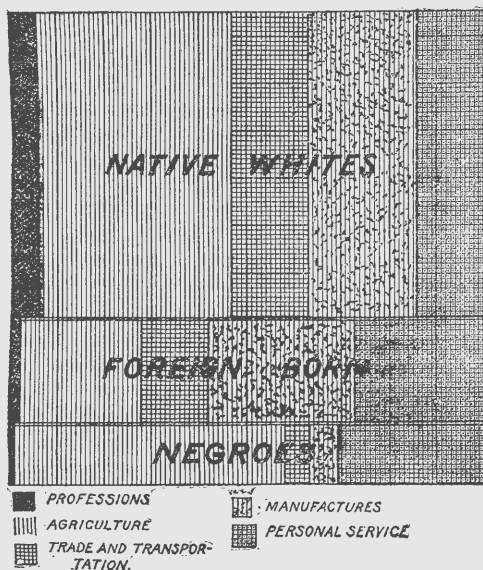 NATIVE WHITES
FOREIGN BORN
NEGROES
PROFESSIONS
AGRICULTURE
TRADE AND TRANSPOR-
TATION.
MANUFACTURES
PERSONAL SERVICE